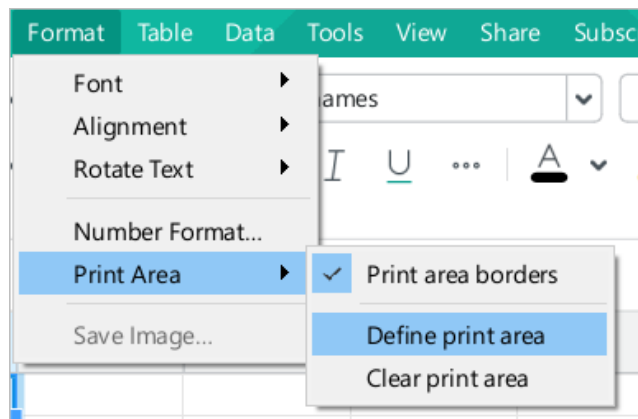 Format Table Data Tools View Share
Font
Alignment
Rotate Text
Number Format...
Print Area
Save Image...
I U A
Print area borders
Define print area
Clear print area